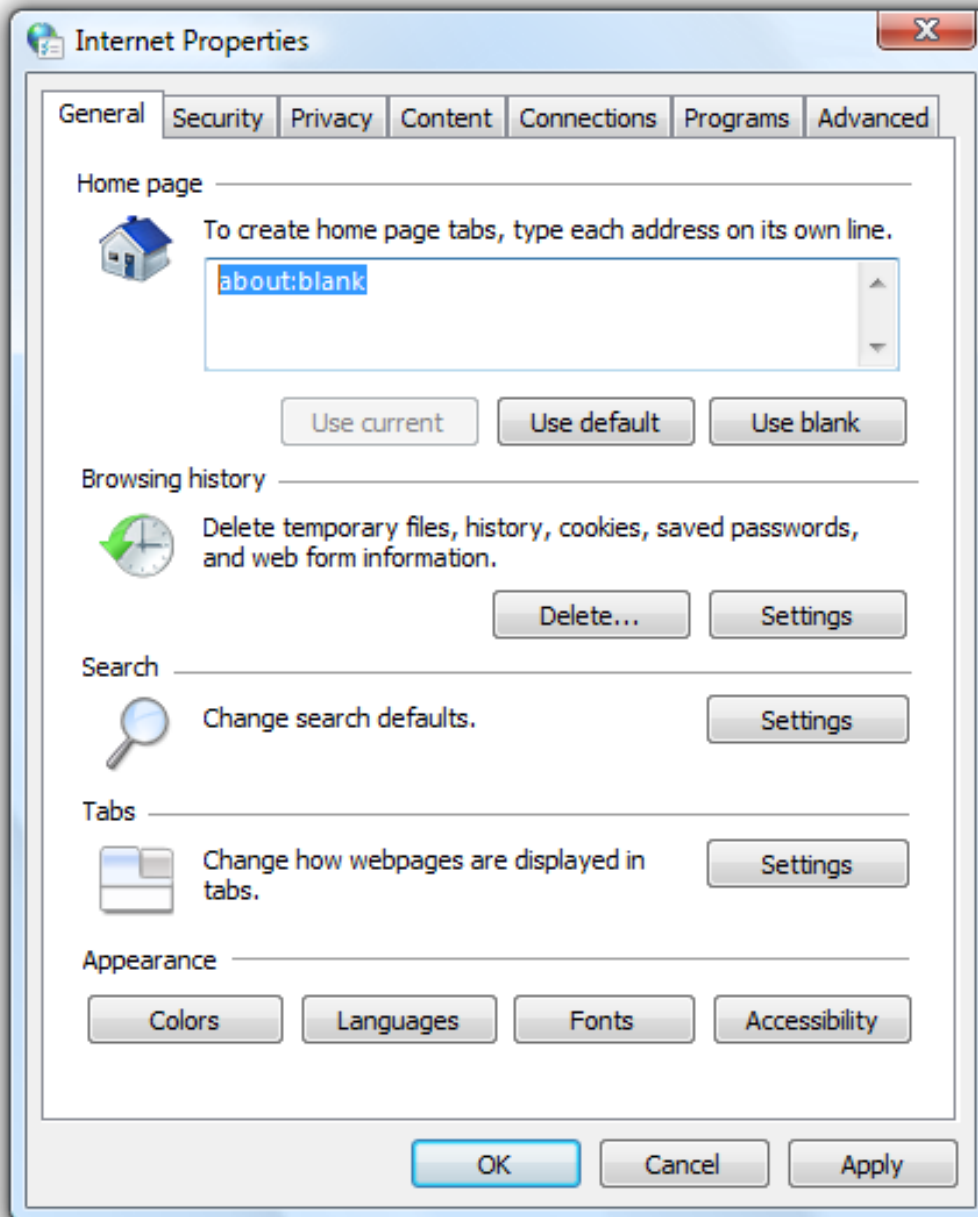 Internet Properties
General Security Privacy Content Connections Programs Advanced
Home page
To create home page tabs, type each address on its own line.
about:blank
Use current Use default Use blank
Browsing history
Delete temporary files, history, cookies, saved passwords,
and web form information.
Delete... Settings
Search
Change search defaults. Settings
Tabs
Change how webpages are displayed in Settings
tabs.
Appearance
Colors Languages Fonts Accessibility
OK Cancel Apply